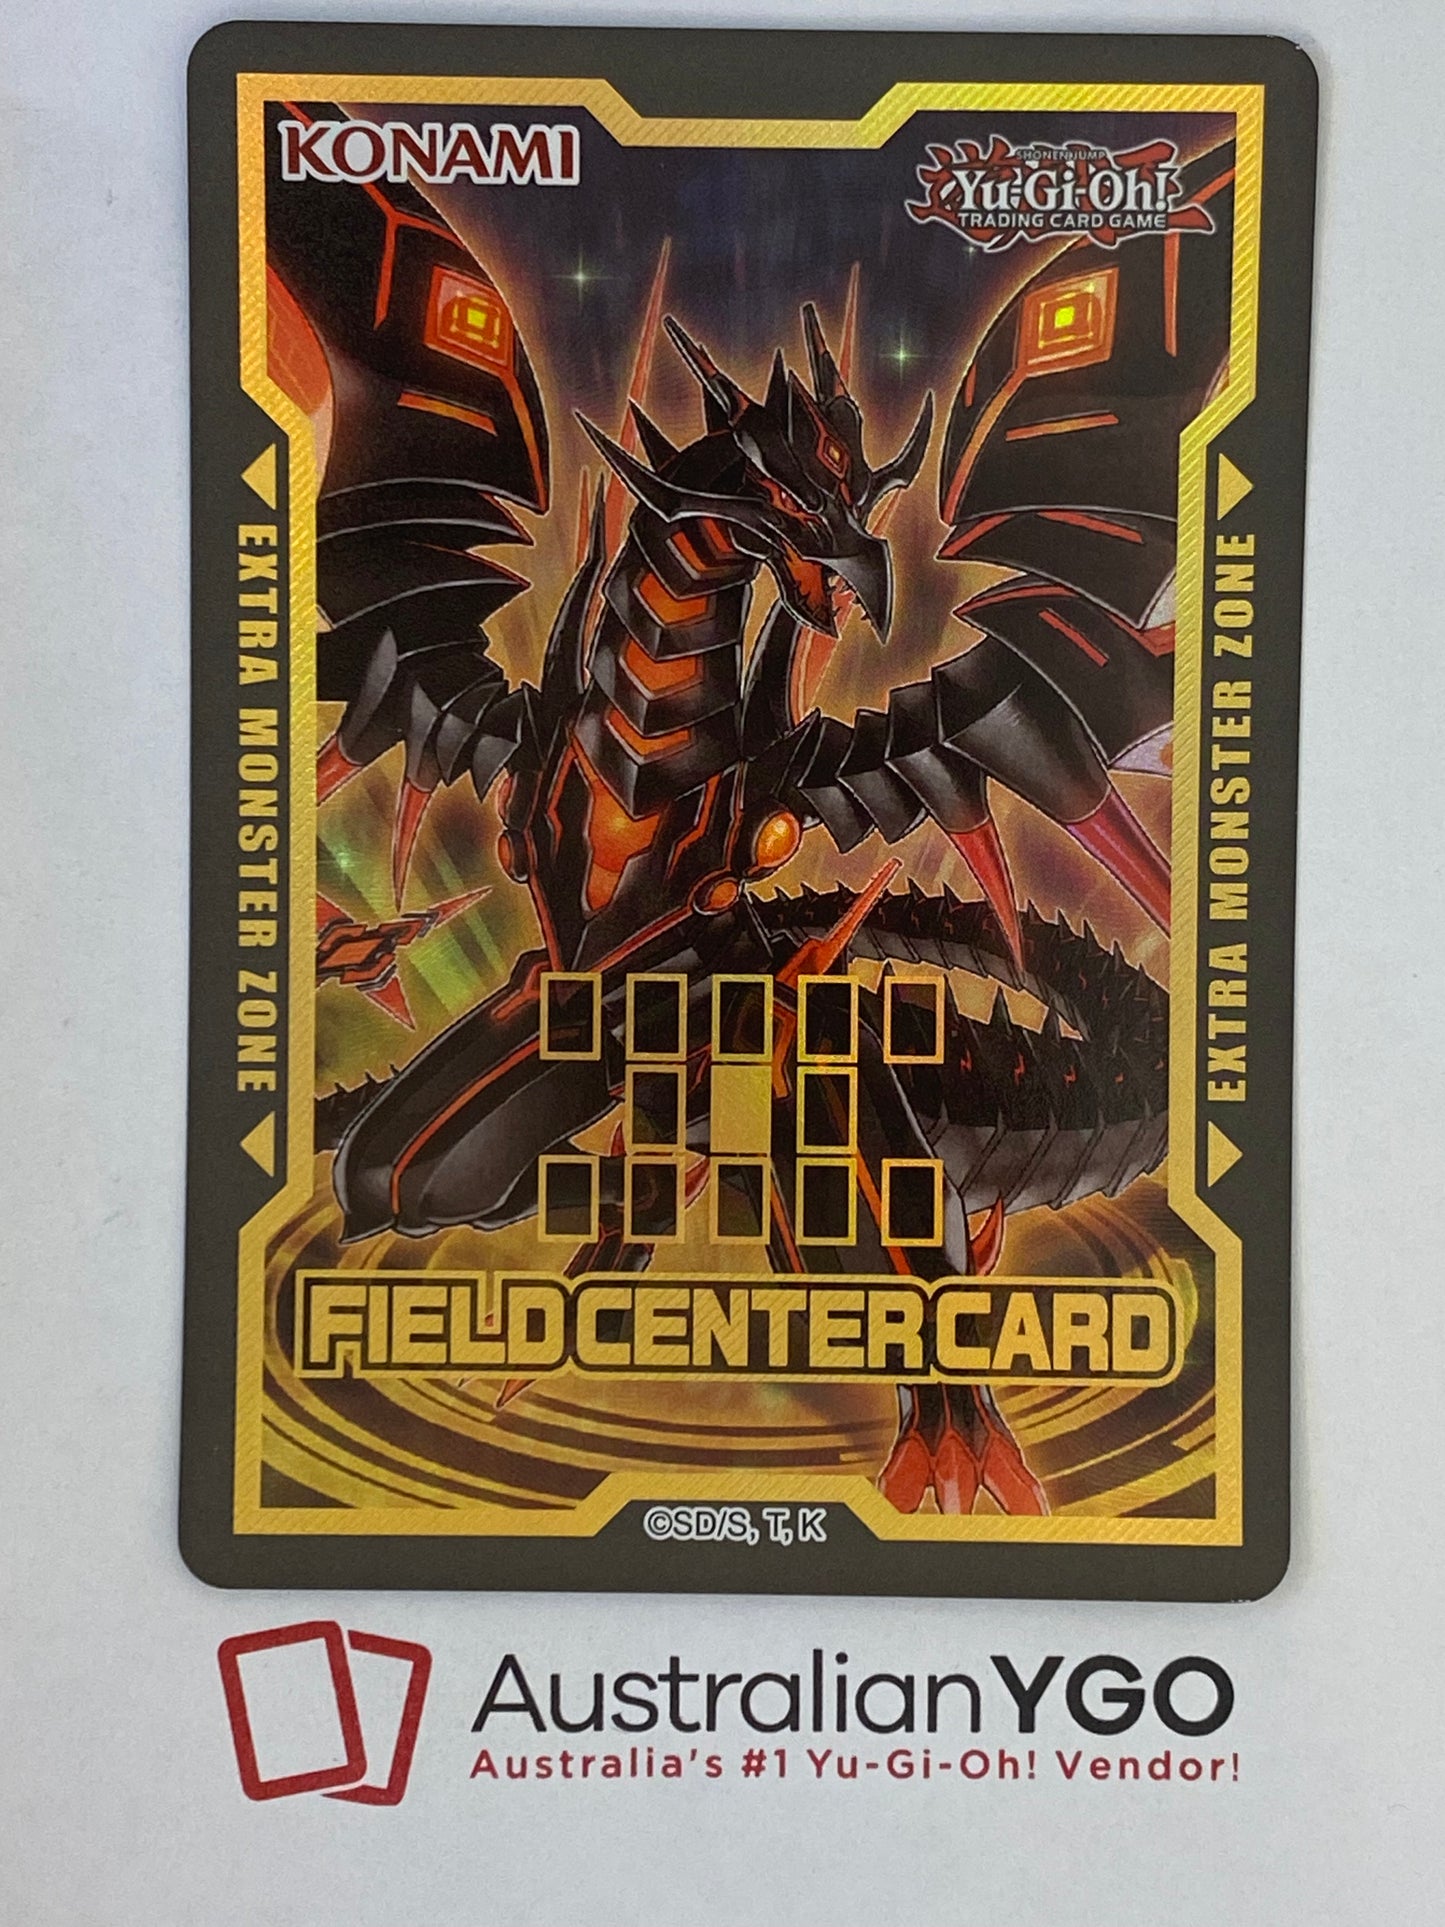 KONAMI
SHONEN JUMP
Yu-Gi-Oh!
TRADING CARD GAME
EXTRA MONSTER ZONE
EXTRA MONSTER ZONE
FIELD CENTER CARD
©SD/S, T, K
AustralianYGO
Australia's #1 Yu-Gi-Oh! Vendor!